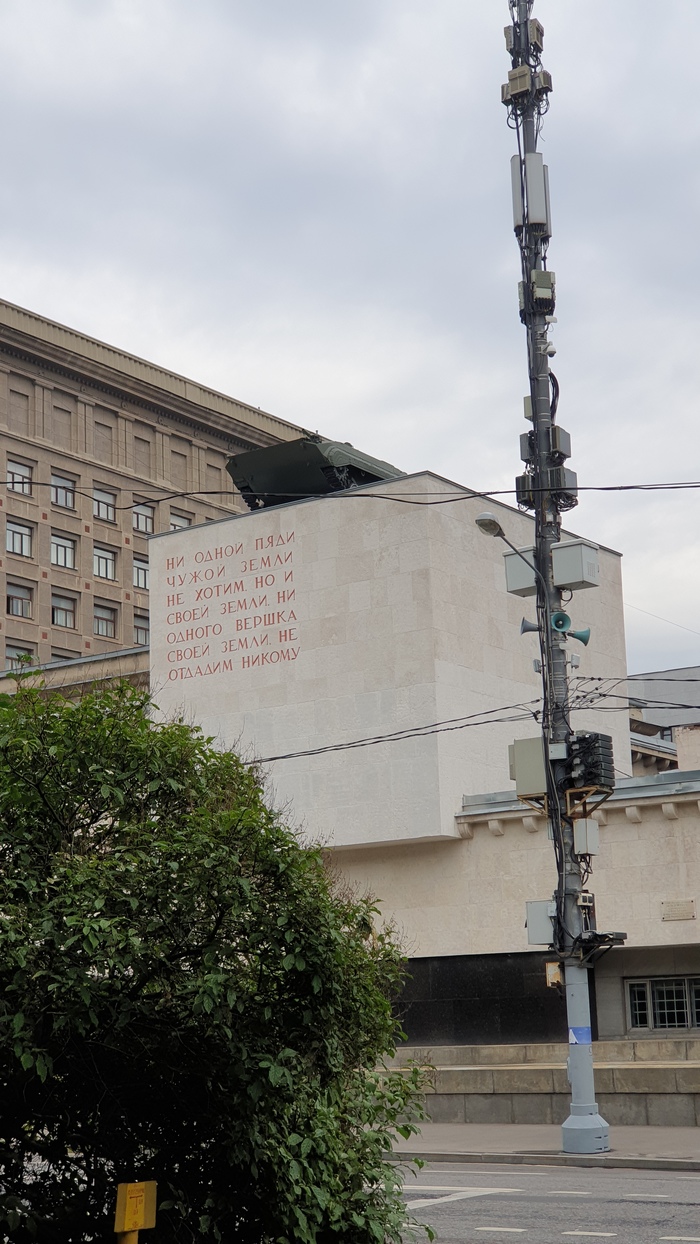 НИ ОДНОЙ ПЯДИ
ЧУЖОЙ ЗЕМЛИ
НЕ ХОТИМ. НО И
СВОЕЙ ЗЕМЛИ, НИ
ОДНОГО ВЕРШКА
СВОЕЙ ЗЕМЛИ, НЕ
ОТДАДИМ НИКОМУ